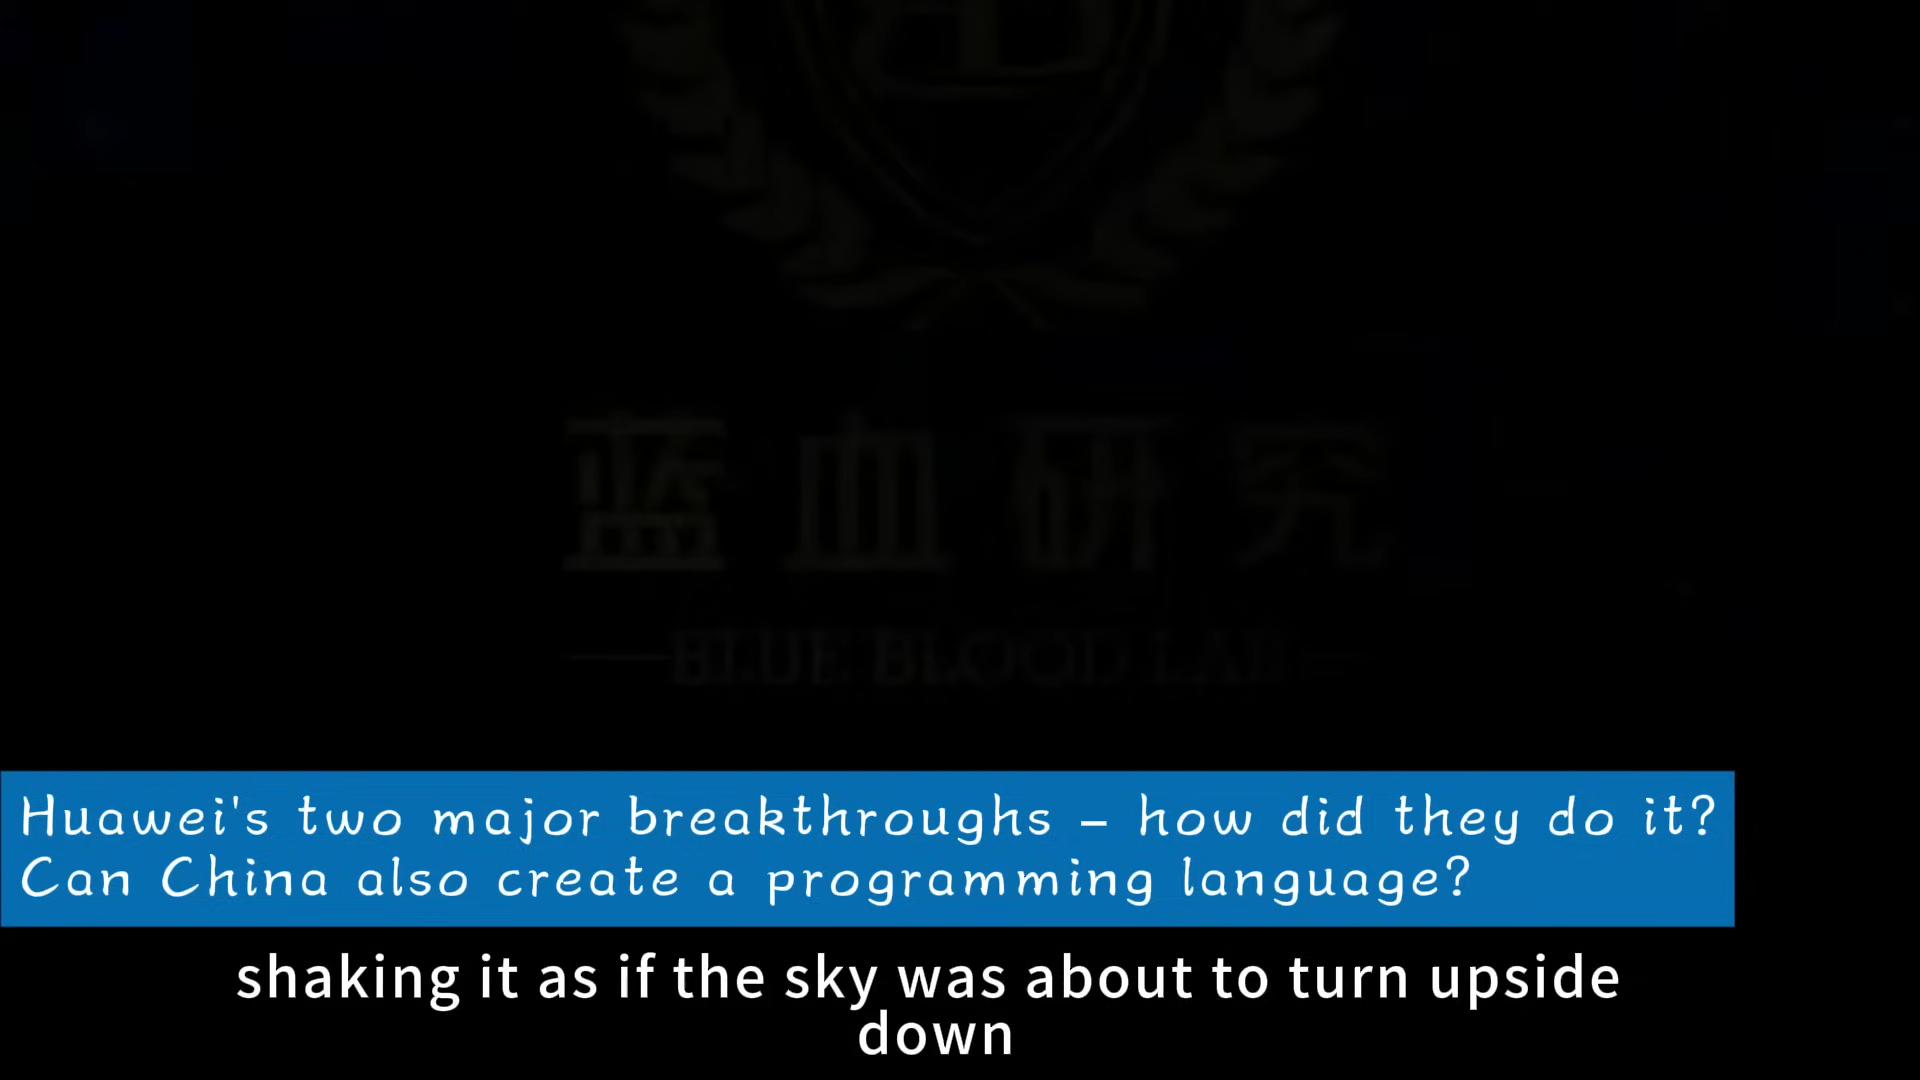 蓝血研究
BLUE BLOOD LAB
Huawei's two major breakthroughs – how did they do it?
Can China also create a programming language?
shaking it as if the sky was about to turn upside
down